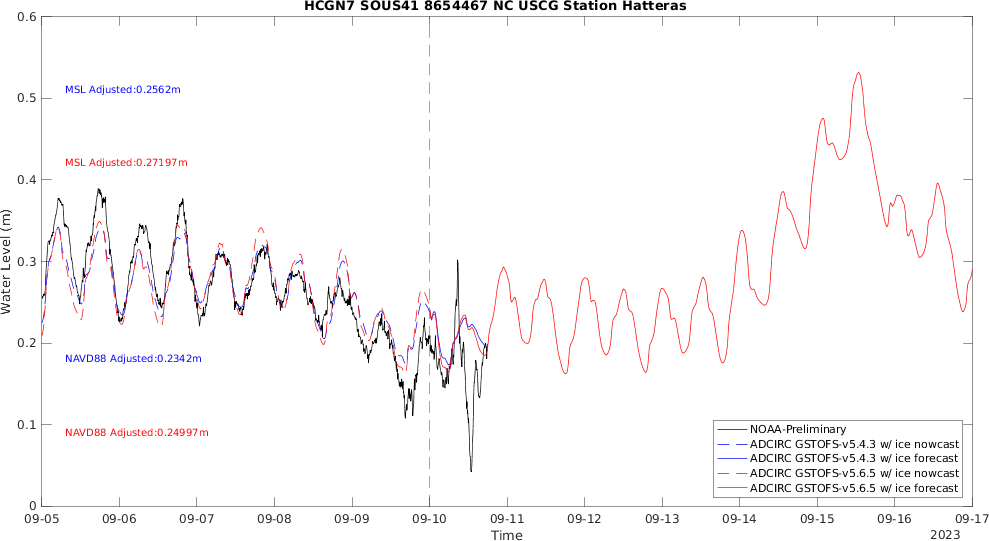 HCGN7 SOUS41 8654467 NC USCG Station Hatteras
0.6
0.5
0.4
0.3
0.2
0.1
0
Water Level (m)
MSL Adjusted:0.2562m
MSL Adjusted:0.27197m
NAVD88 Adjusted:0.2342m
NAVD88 Adjusted:0.24997m
NOAA-Preliminary
ADCIRC GSTOFS-v5.4.3 w/ ice nowcast
ADCIRC GSTOFS-v5.4.3 w/ ice forecast
ADCIRC GSTOFS-v5.6.5 w/ ice nowcast
ADCIRC GSTOFS-v5.6.5 w/ ice forecast
09-05 09-06 09-07 09-08 09-09 09-10 09-11 09-12 09-13 09-14 09-15 09-16 09-17
Time
2023